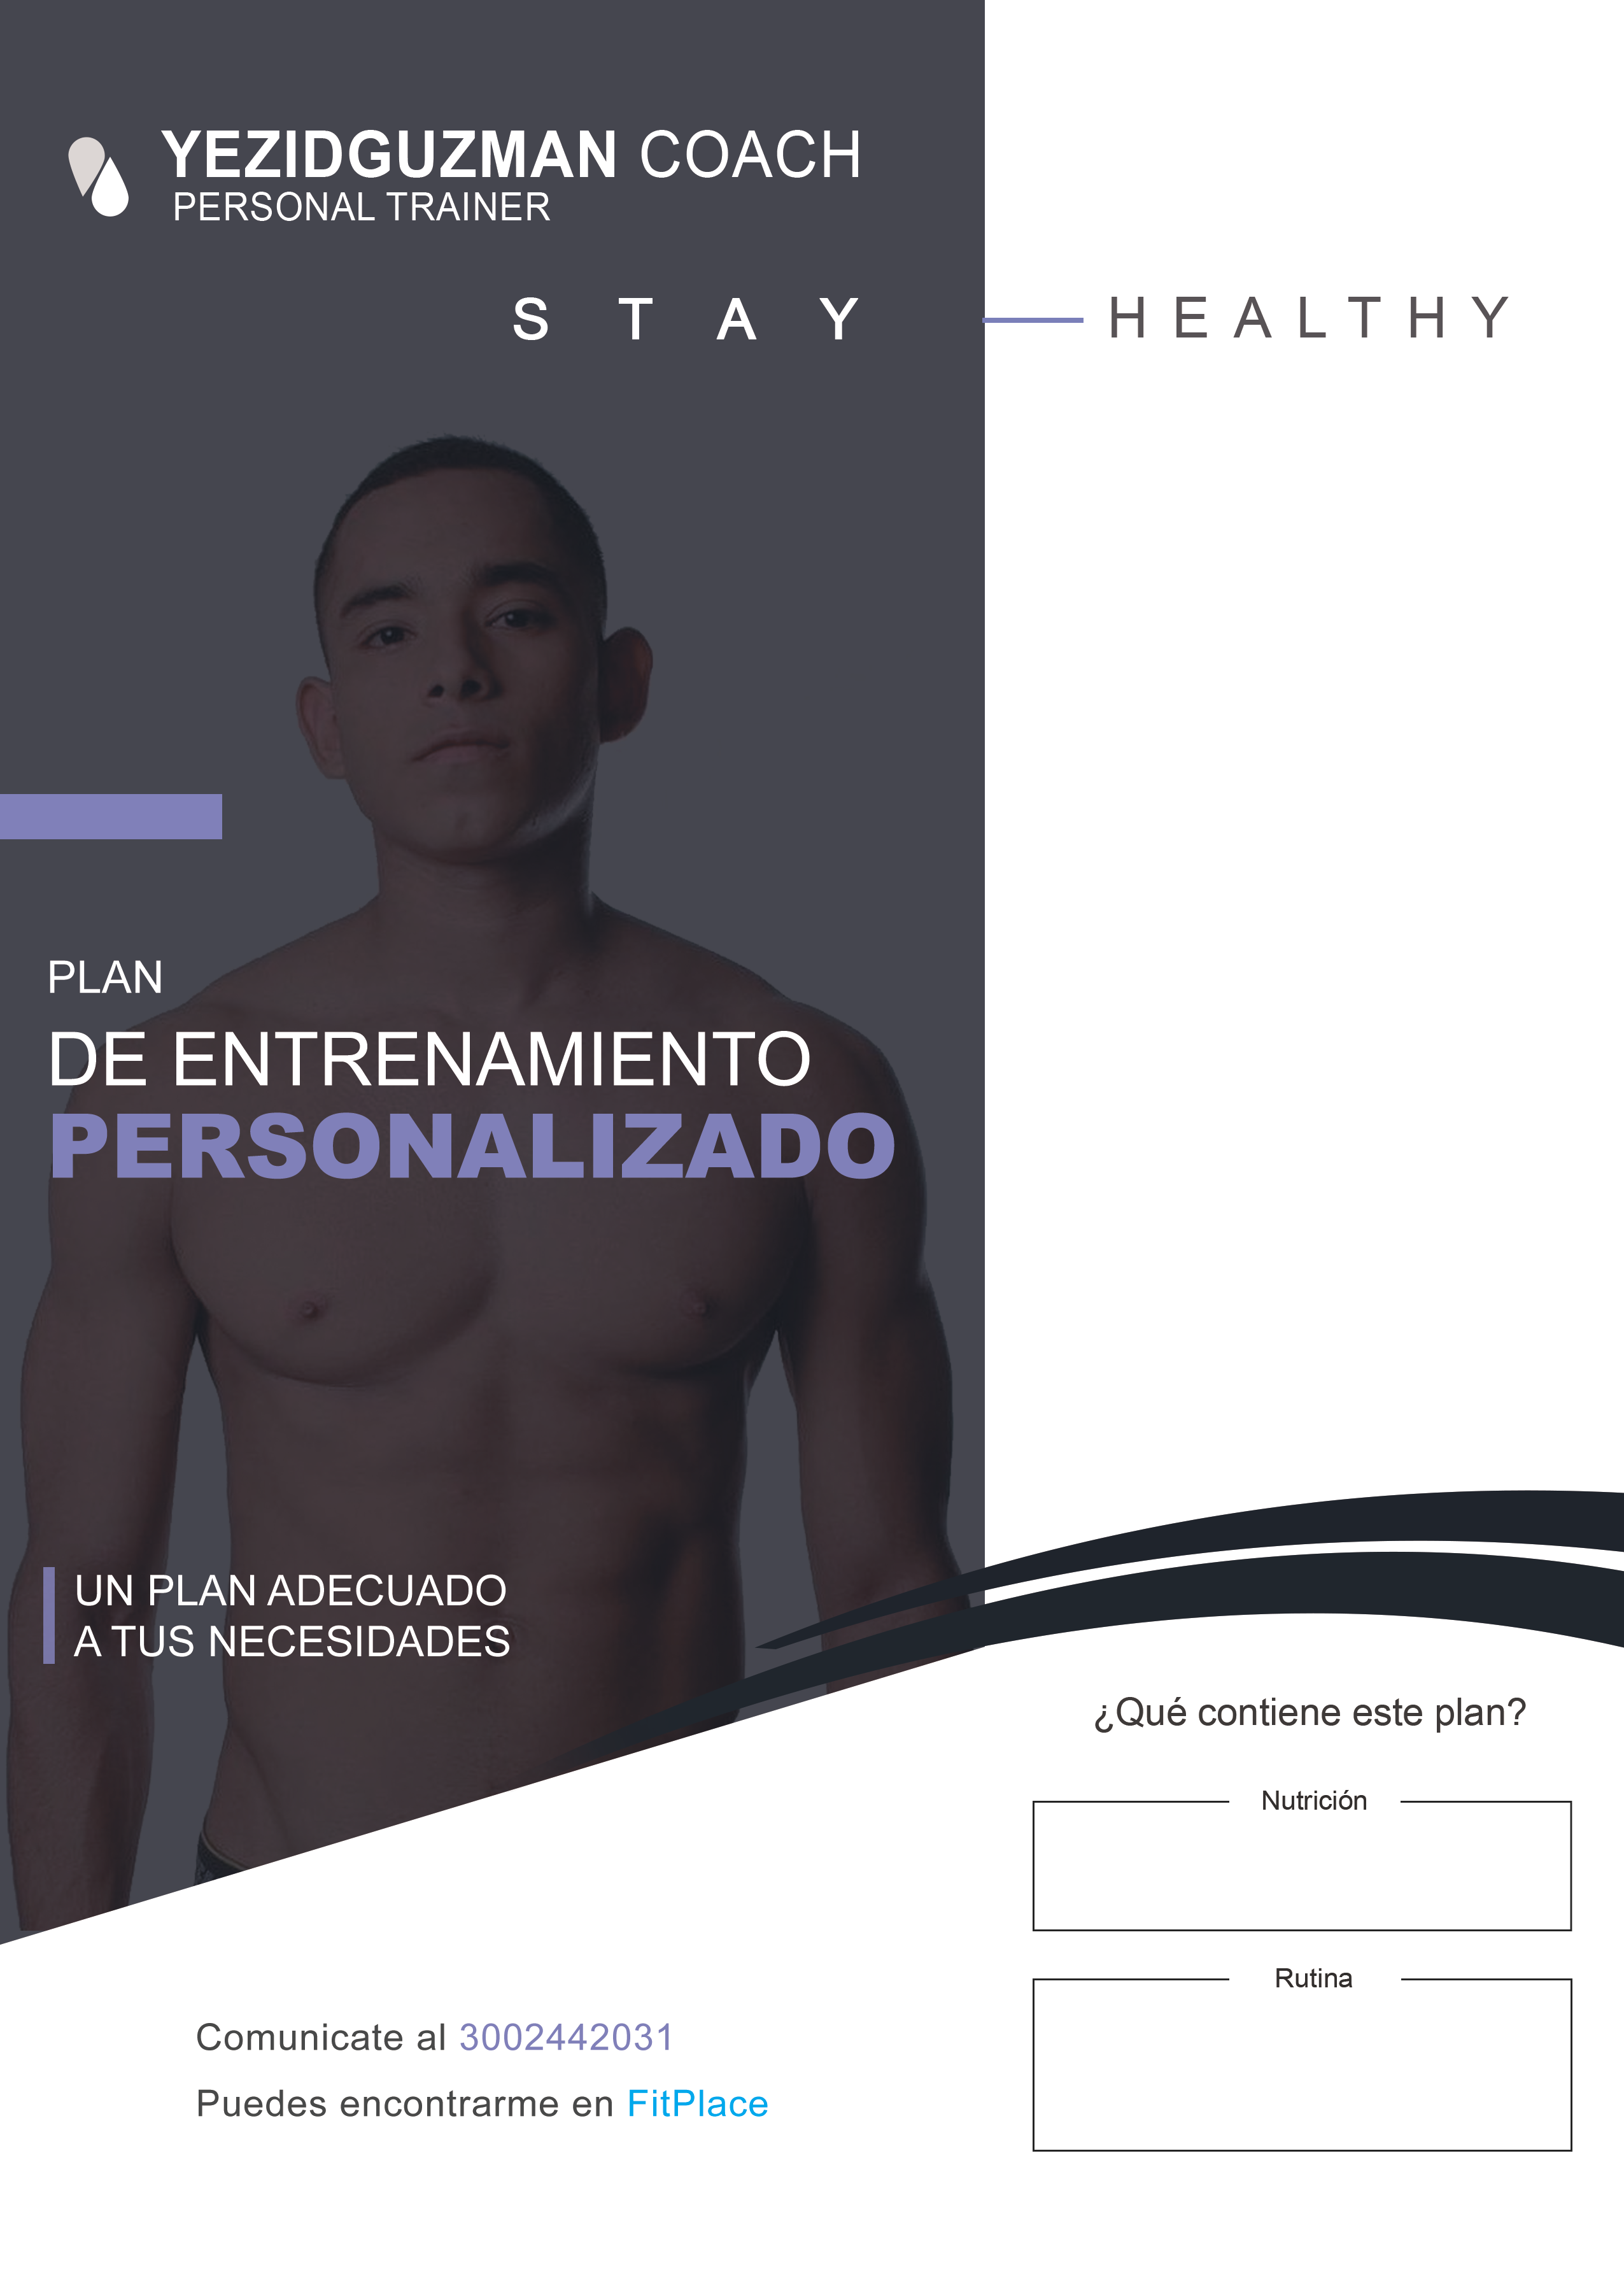 YEZIDGUZMAN COACH
PERSONAL TRAINER
STAY HEALTHY
PLAN
DE ENTRENAMIENTO
PERSONALIZADO
UN PLAN ADECUADO
A TUS NECESIDADES
¿Qué contiene este plan?
Nutrición
Rutina
Comunicate al 3002442031
Puedes encontrarme en FitPlace